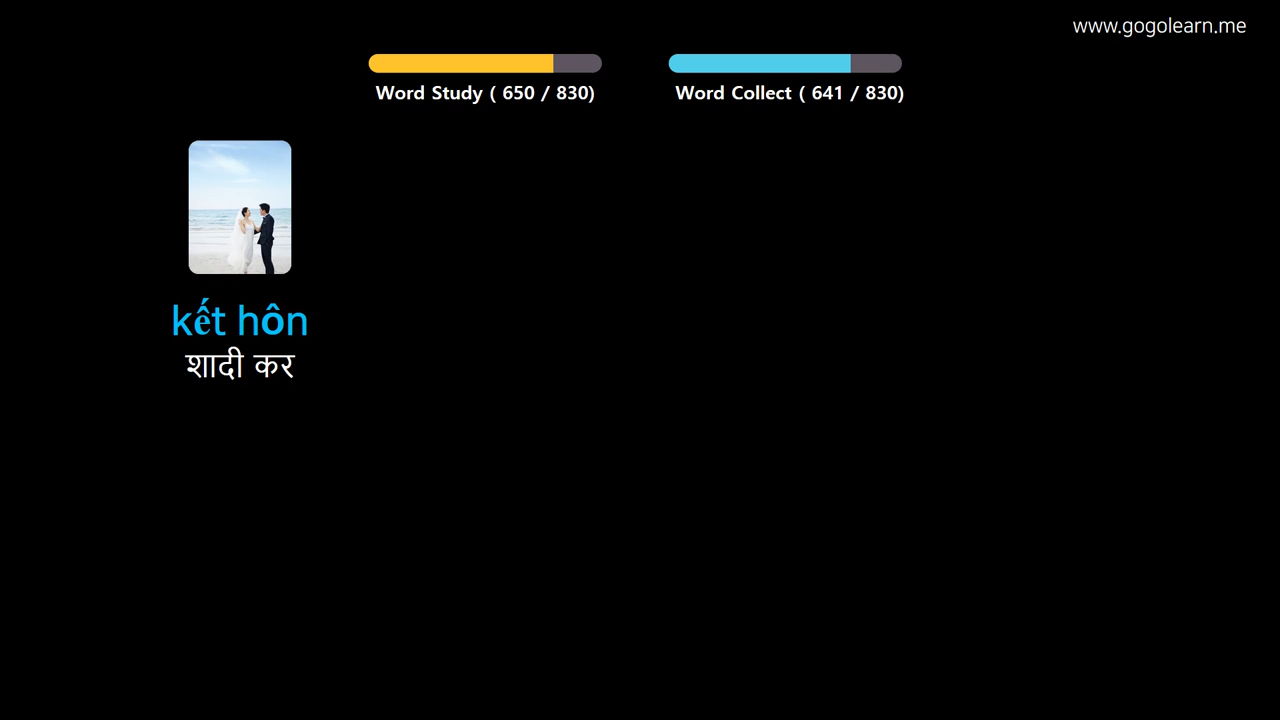 www.gogolearn.me
Word Study ( 650 / 830)
Word Collect ( 641 / 830)
kết hôn
शादी कर